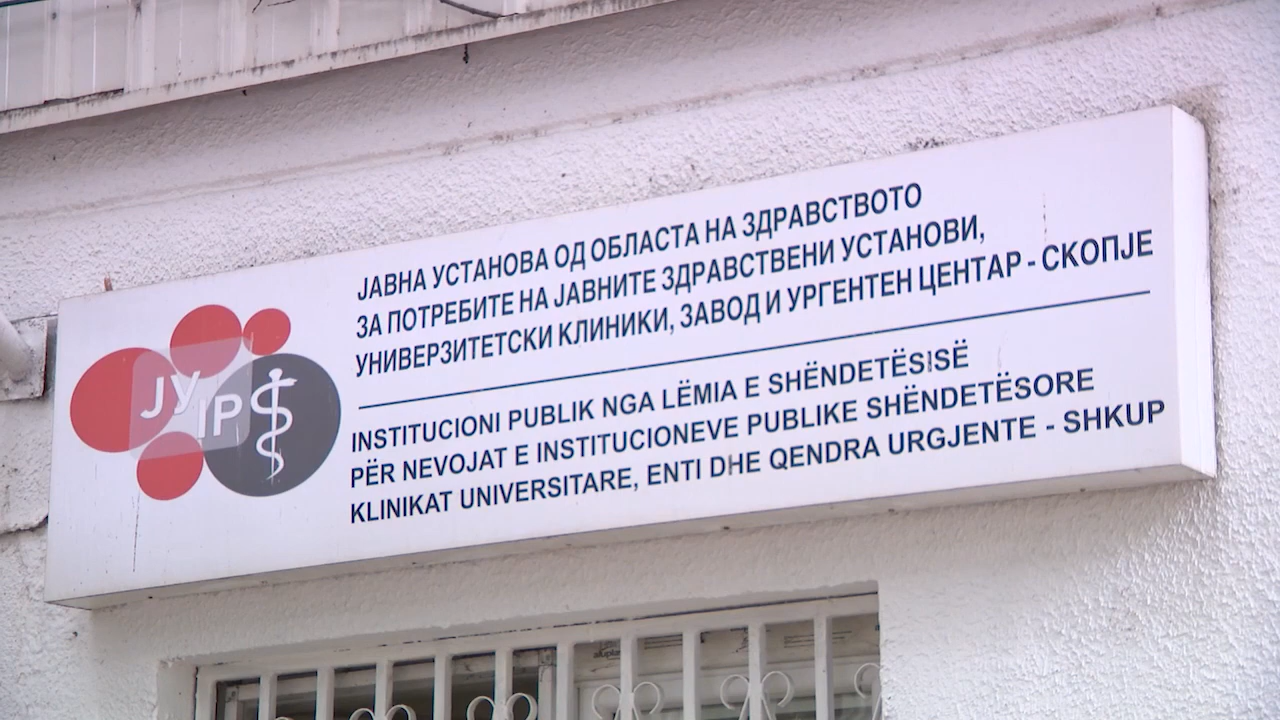 ЈУ
IP
ЈАВНА УСТАНОВА ОД ОБЛАСТА НА ЗДРАВСТВОТО
ЗА ПОТРЕБИТЕ НА ЈАВНИТЕ ЗДРАВСТВЕНИ УСТАНОВИ,
УНИВЕРЗИТЕТСКИ КЛИНИКИ, ЗАВОД И УРГЕНТЕН ЦЕНТАР - СКОПЈЕ
INSTITUCIONI PUBLIK NGA LËMIA E SHËNDETËSISË
PËR NEVOJAT E INSTITUCIONEVE PUBLIKE SHËNDETËSORE
KLINIKAT UNIVERSITARE, ENTI DHE QENDRA URGJENTE - SHKUP